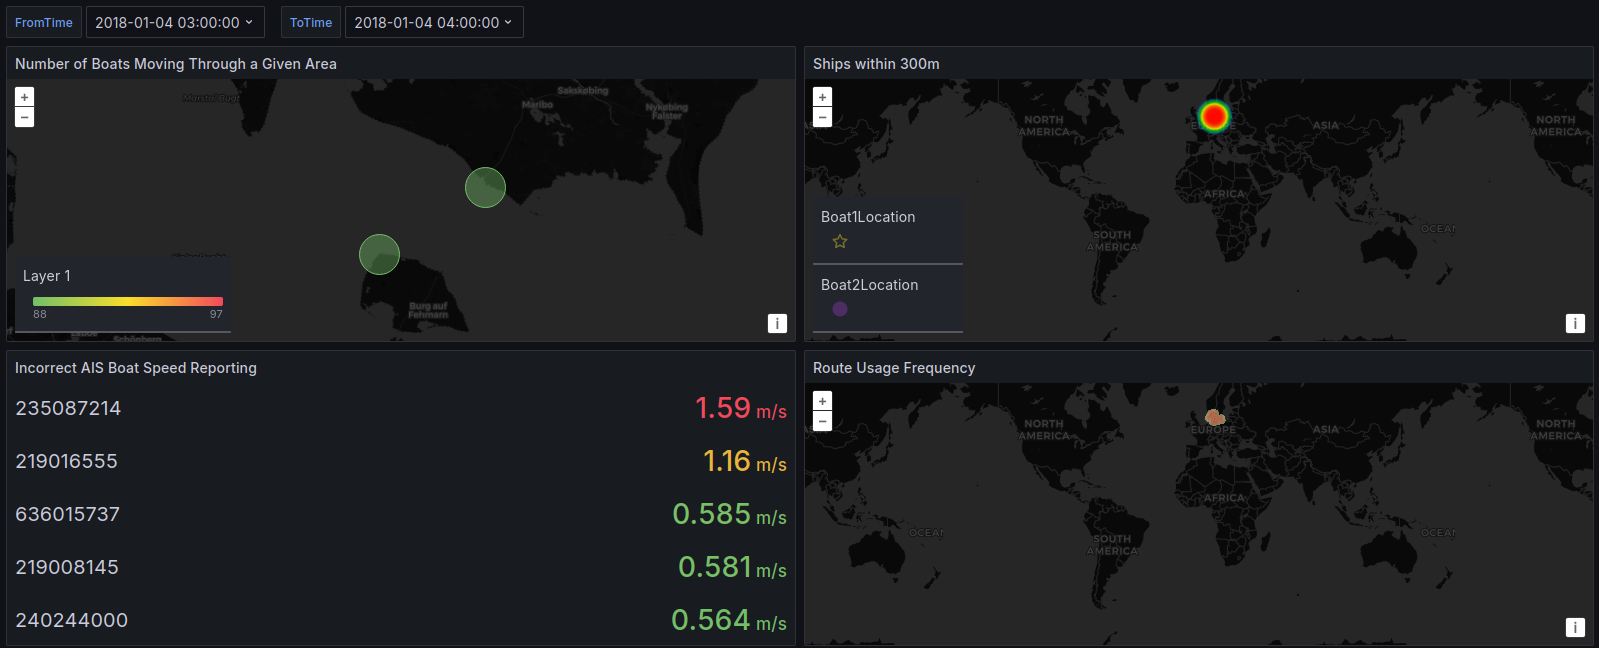 FromTime 2018-01-04 03:00:00 ToTime 2018-01-04 04:00:00
Number of Boats Moving Through a Given Area
+
−
Sakskøbing
Maribo
Nykøbing
Falster
Burg auf
Fehmarn
Layer 1
88 97
i
Ships within 300m
+
−
NORTH
AMERICA
ASIA
NORTH
AMERICA
AFRICA
SOUTH
AMERICA
OCEAN
Boat1Location
Boat2Location
i
Incorrect AIS Boat Speed Reporting
235087214 1.59 m/s
219016555 1.16 m/s
636015737 0.585 m/s
219008145 0.581 m/s
240244000 0.564 m/s
Route Usage Frequency
+
−
NORTH
AMERICA
EUROPE
ASIA
NORTH
AMERICA
AFRICA
OCEAN
SOUTH
AMERICA
OCEAN
i